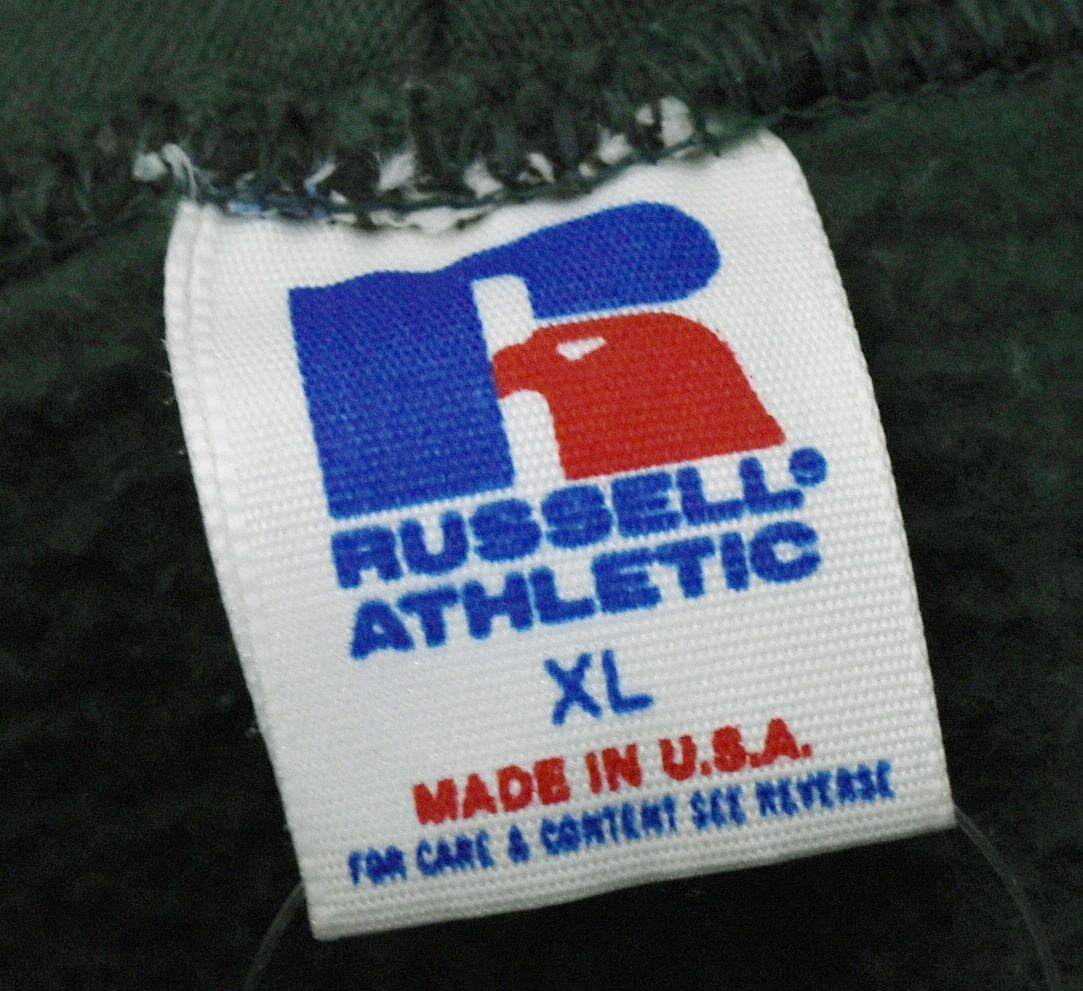 RUSSELL®
ATHLETIC
XL
MADE IN U.S.A.
FOR CARE & CONTENT SEE REVERSE